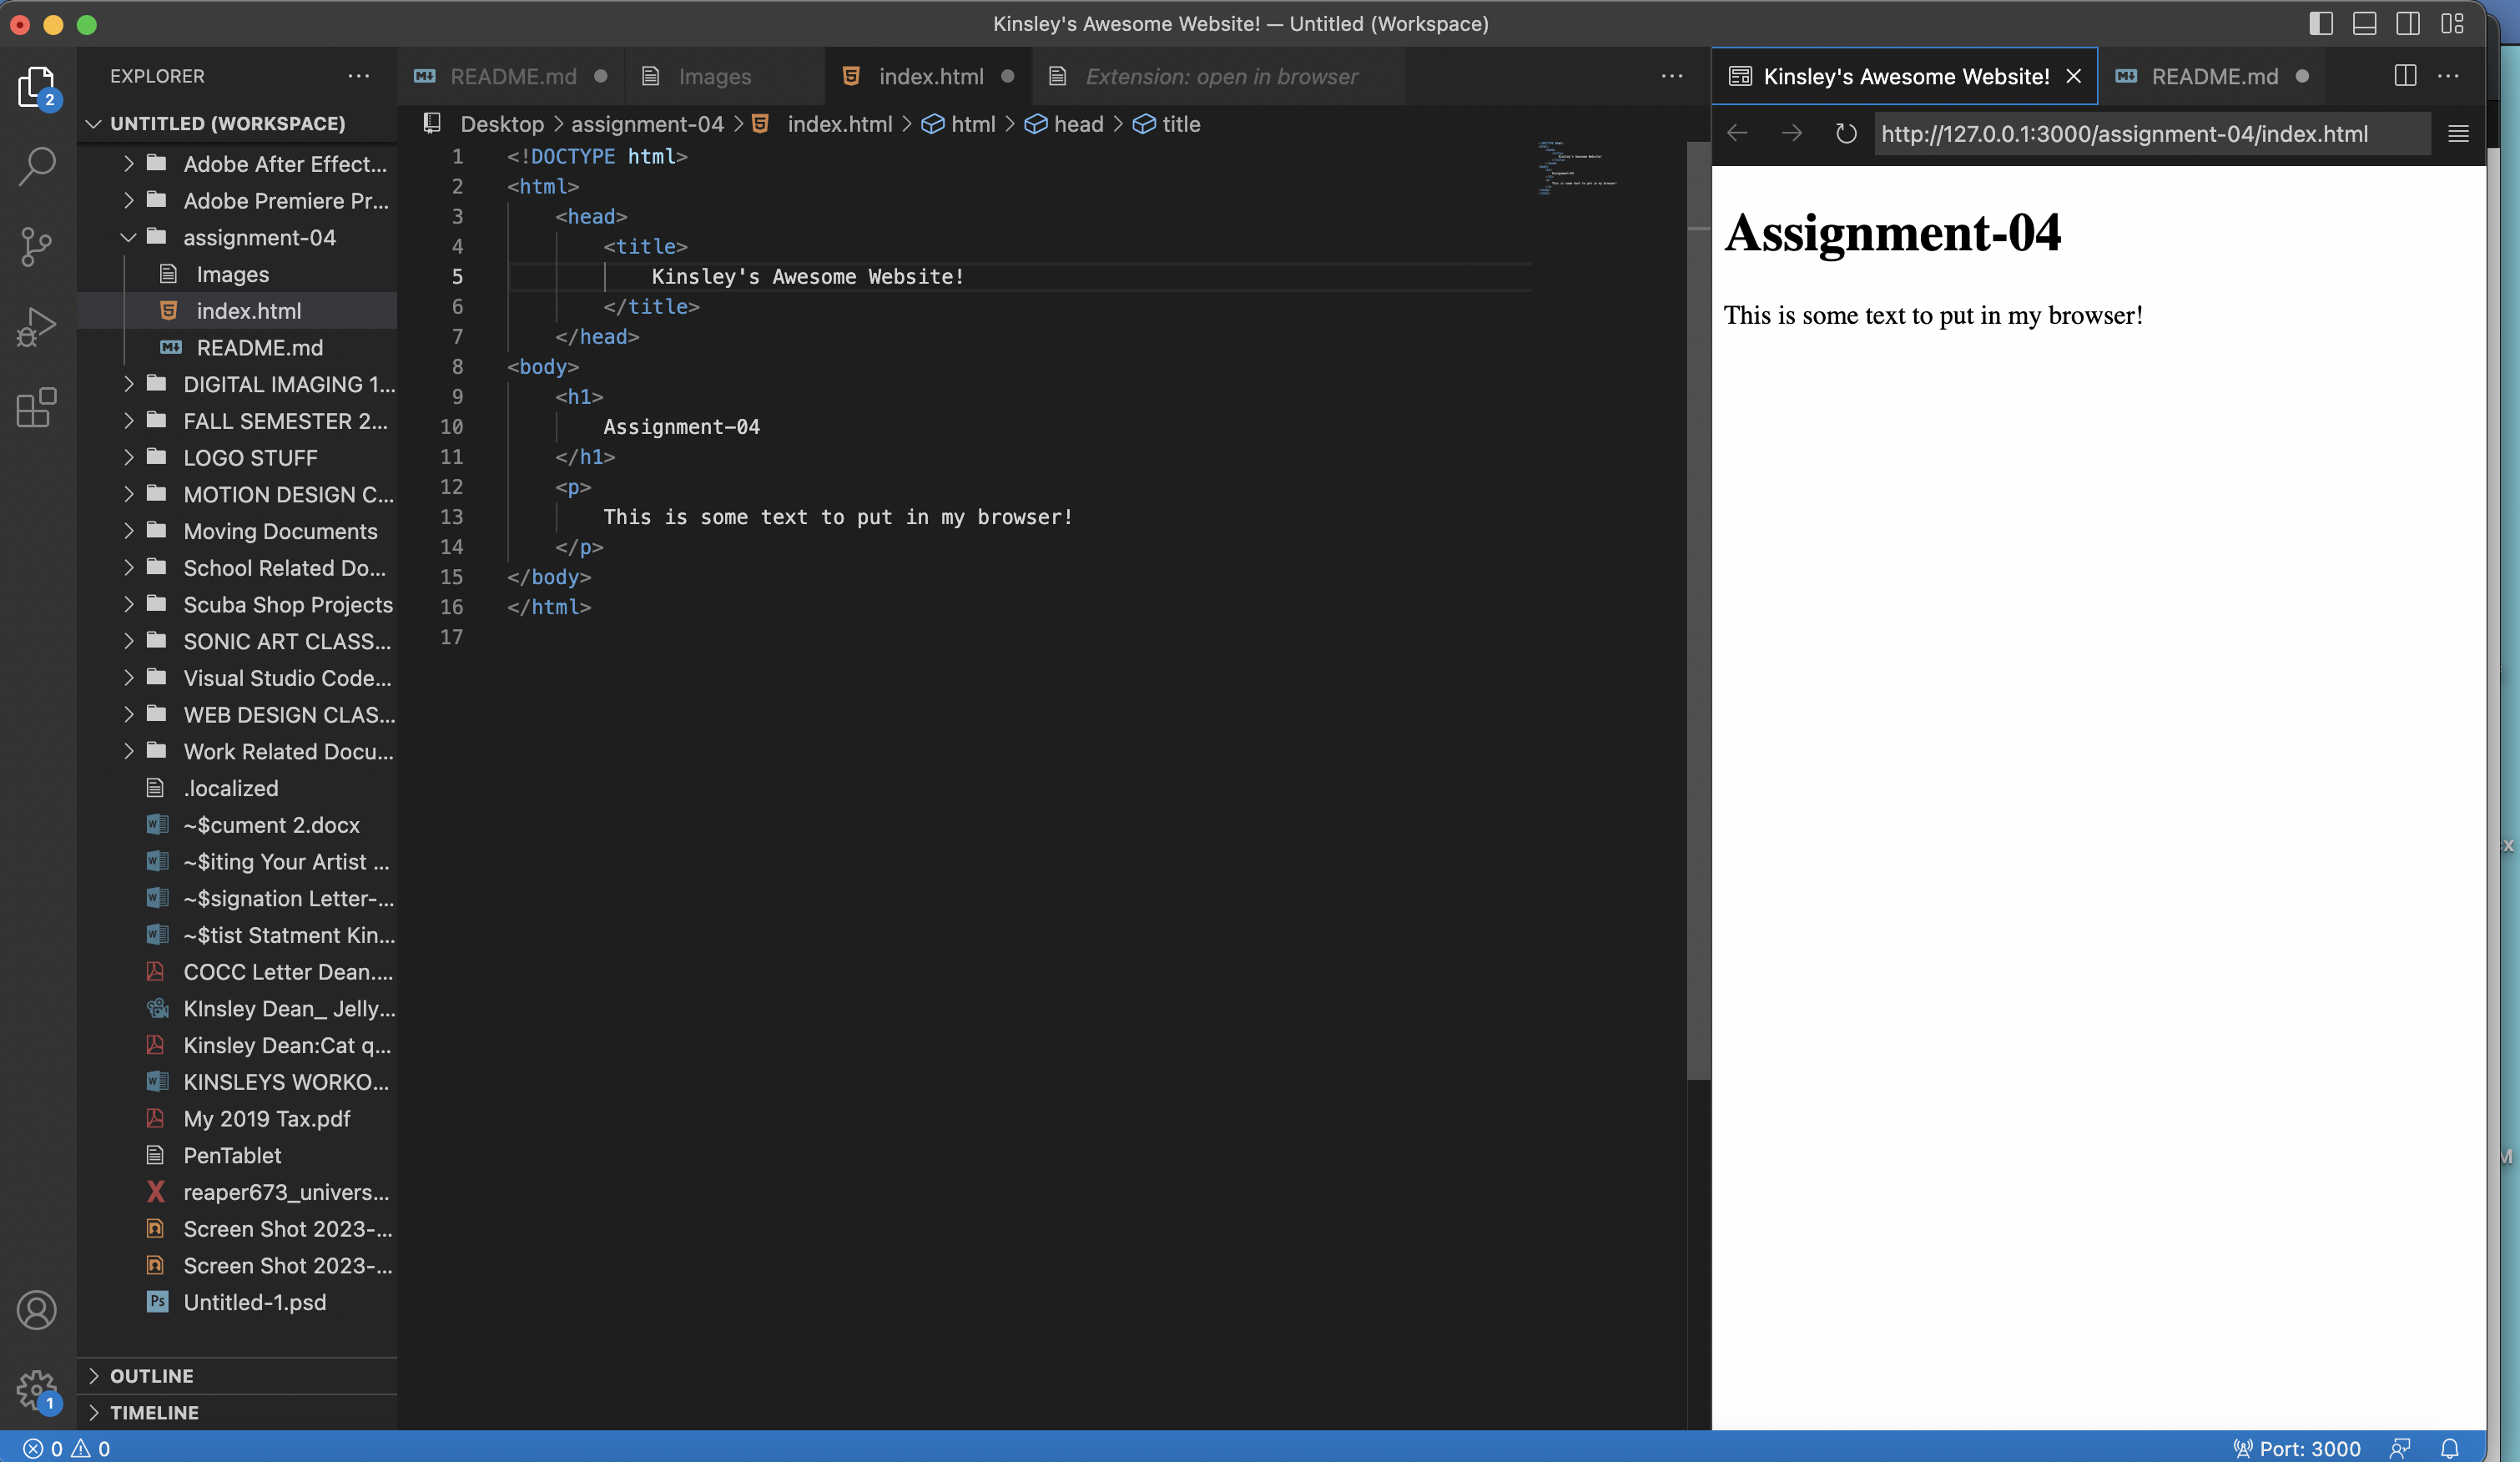 Kinsley's Awesome Website! — Untitled (Workspace)
EXPLORER
2
UNTITLED (WORKSPACE)
Adobe After Effect...
Adobe Premiere Pr...
assignment-04
Images
index.html
README.md
DIGITAL IMAGING 1...
FALL SEMESTER 2...
LOGO STUFF
MOTION DESIGN C...
Moving Documents
School Related Do...
Scuba Shop Projects
SONIC ART CLASS...
Visual Studio Code...
WEB DESIGN CLAS...
Work Related Docu...
.localized
~$cument 2.docx
~$iting Your Artist ...
~$signation Letter-...
~$tist Statment Kin...
COCC Letter Dean....
KInsley Dean_ Jelly...
Kinsley Dean:Cat q...
KINSLEYS WORKO...
My 2019 Tax.pdf
PenTablet
reaper673_univers...
Screen Shot 2023-...
Screen Shot 2023-...
Untitled-1.psd
OUTLINE
TIMELINE
1
README.md Images index.html Extension: open in browser
Desktop > assignment-04 > index.html > html > head > title
1 <!DOCTYPE html>
2 <html>
3 <head>
4 <title>
5 Kinsley's Awesome Website!
6 </title>
7 </head>
8 <body>
9 <h1>
10 Assignment-04
11 </h1>
12 <p>
13 This is some text to put in my browser!
14 </p>
15 </body>
16 </html>
17
Kinsley's Awesome Website! README.md
http://127.0.0.1:3000/assignment-04/index.html
Assignment-04
This is some text to put in my browser!
0 0
Port: 3000